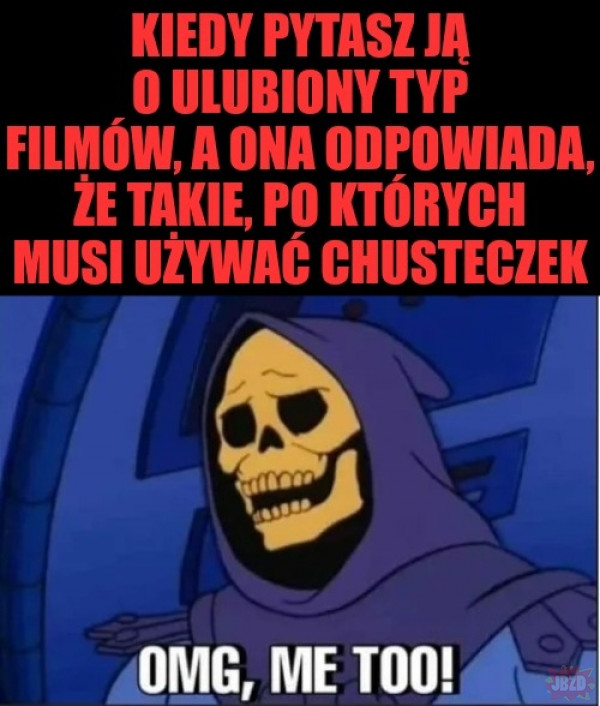 KIEDY PYTASZ JĄ
O ULUBIONY TYP
FILMÓW, A ONA ODPOWIADA,
ŻE TAKIE, PO KTÓRYCH
MUSI UŻYWAĆ CHUSTECZEK
OMG, ME TOO!
JBZD